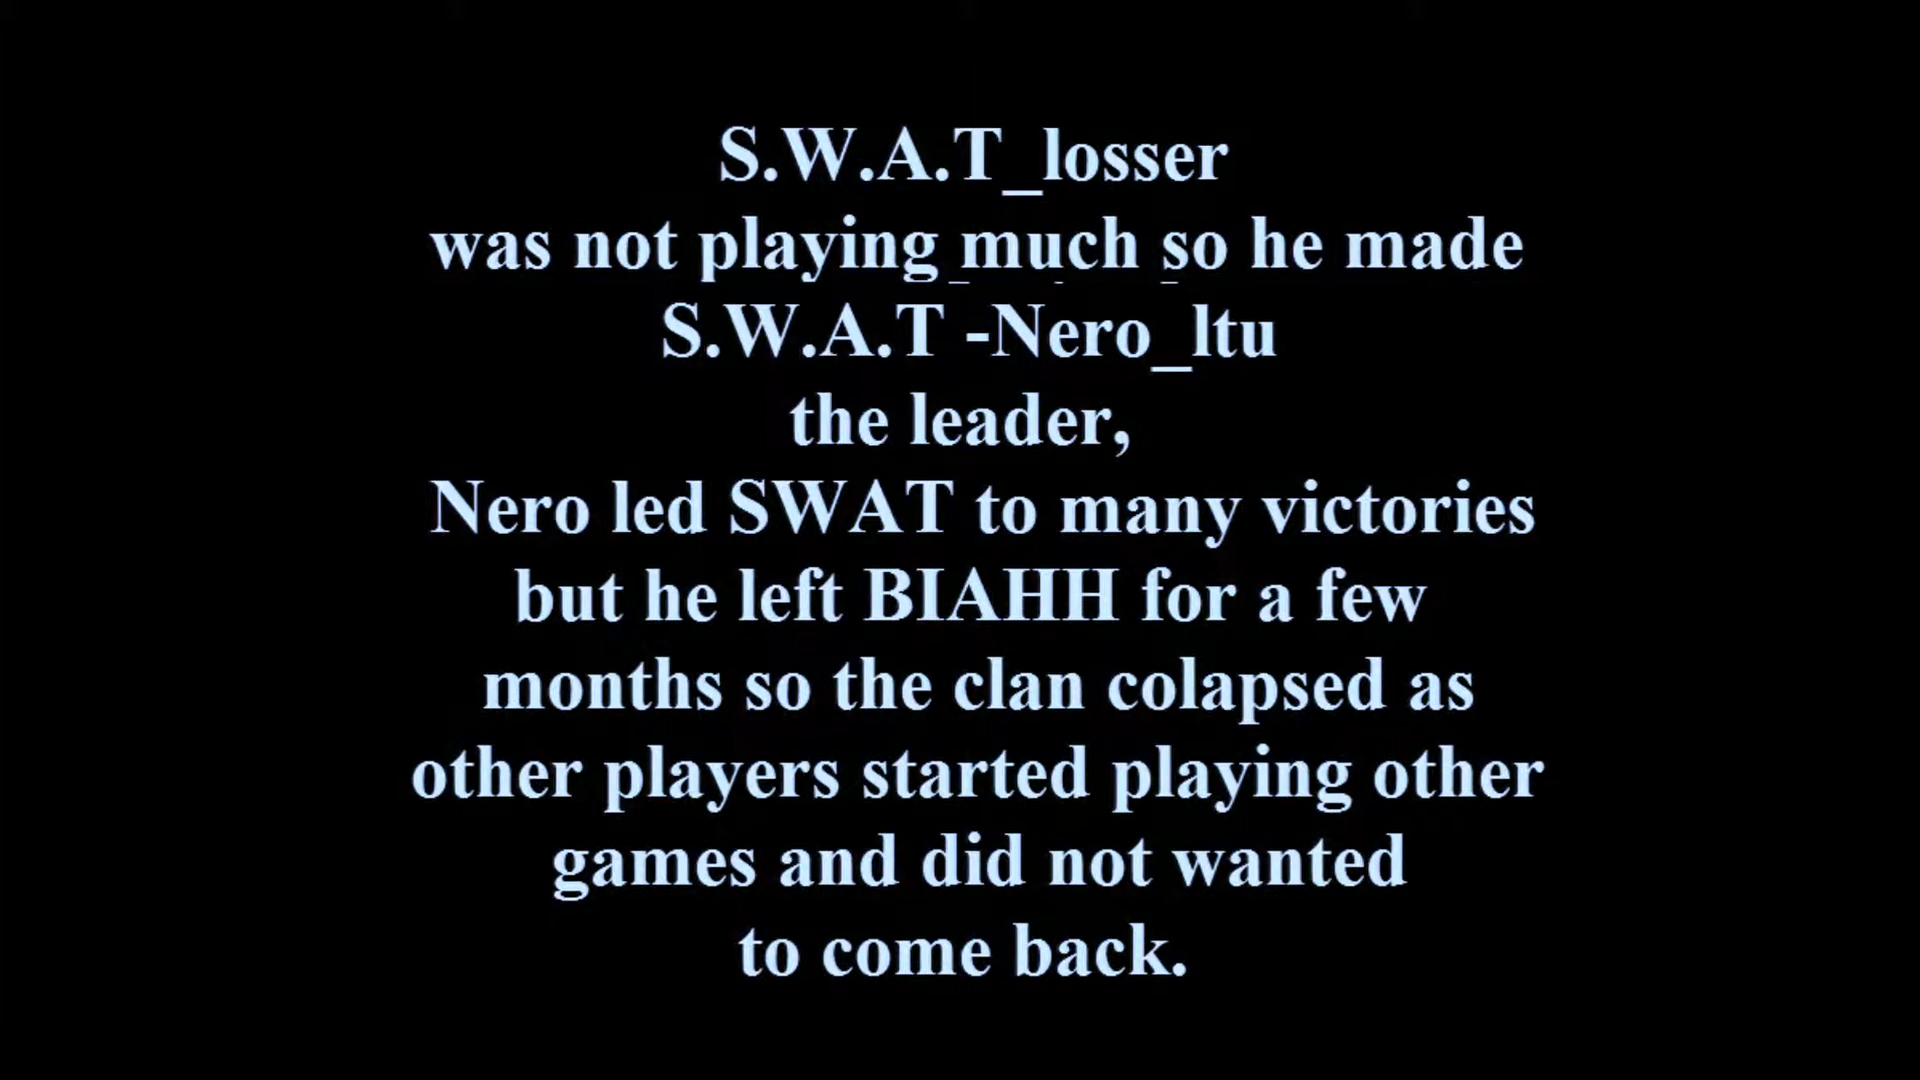 S.W.A.T_losser
was not playing much so he made
S.W.A.T -Nero_ltu
the leader,
Nero led SWAT to many victories
but he left BIAHH for a few
months so the clan colapsed as
other players started playing other
games and did not wanted
to come back.